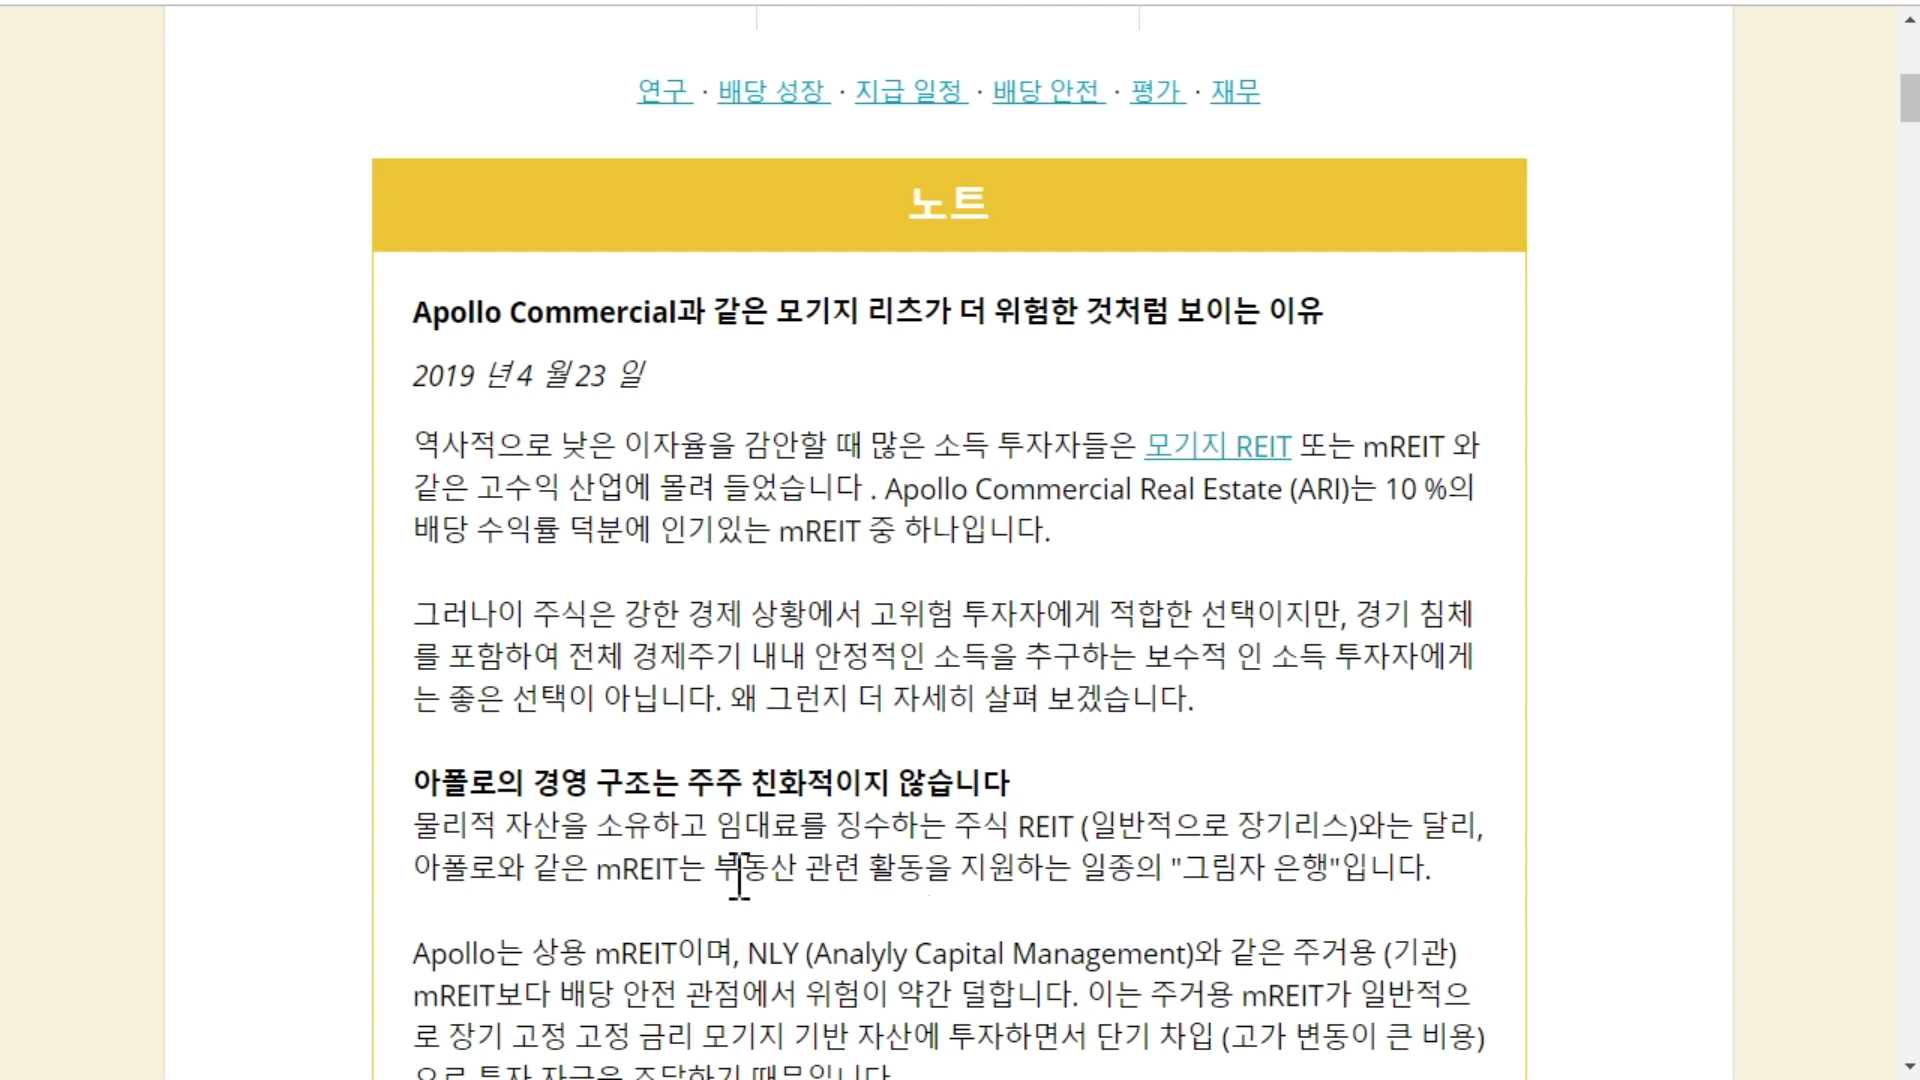 연구 · 배당 성장 · 지급 일정 · 배당 안전 · 평가 · 재무
노트
Apollo Commercial과 같은 모기지 리츠가 더 위험한 것처럼 보이는 이유
2019 년 4 월 23 일
역사적으로 낮은 이자율을 감안할 때 많은 소득 투자자들은 모기지 REIT 또는 mREIT 와
같은 고수익 산업에 몰려 들었습니다 . Apollo Commercial Real Estate (ARI)는 10 %의
배당 수익률 덕분에 인기있는 mREIT 중 하나입니다.
그러나이 주식은 강한 경제 상황에서 고위험 투자자에게 적합한 선택이지만, 경기 침체
를 포함하여 전체 경제주기 내내 안정적인 소득을 추구하는 보수적 인 소득 투자자에게
는 좋은 선택이 아닙니다. 왜 그런지 더 자세히 살펴 보겠습니다.
아폴로의 경영 구조는 주주 친화적이지 않습니다
물리적 자산을 소유하고 임대료를 징수하는 주식 REIT (일반적으로 장기리스)와는 달리,
아폴로와 같은 mREIT는 부동산 관련 활동을 지원하는 일종의 "그림자 은행"입니다.
Apollo는 상용 mREIT이며, NLY (Analyly Capital Management)와 같은 주거용 (기관)
mREIT보다 배당 안전 관점에서 위험이 약간 덜합니다. 이는 주거용 mREIT가 일반적으
로 장기 고정 고정 금리 모기지 기반 자산에 투자하면서 단기 차입 (고가 변동이 큰 비용)
으로 투자 자금을 조달하기 때문입니다